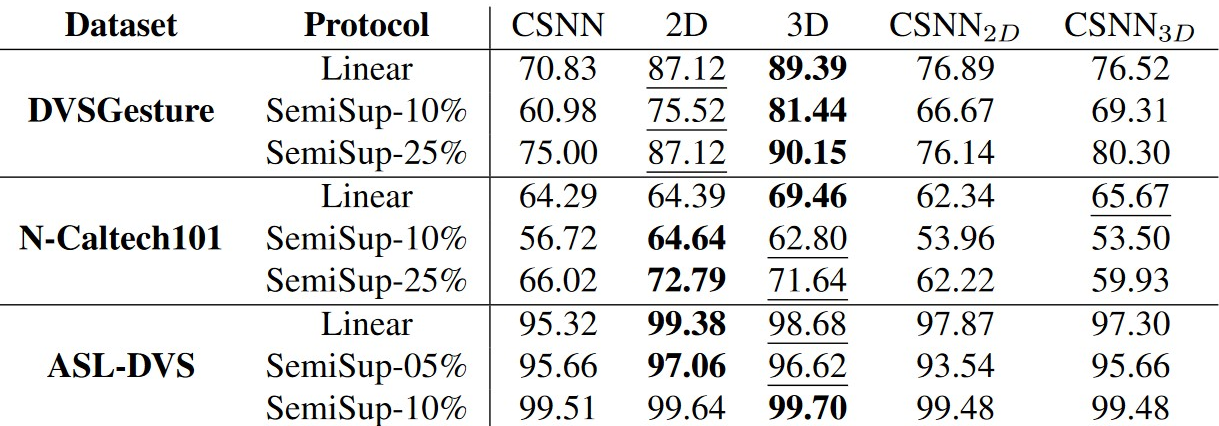 Dataset Protocol CSNN 2D 3D CSNN2D CSNN3D
Linear 70.83 87.12 89.39 76.89 76.52
DVSGesture SemiSup-10% 60.98 75.52 81.44 66.67 69.31
SemiSup-25% 75.00 87.12 90.15 76.14 80.30
Linear 64.29 64.39 69.46 62.34 65.67
N-Caltech101 SemiSup-10% 56.72 64.64 62.80 53.96 53.50
SemiSup-25% 66.02 72.79 71.64 62.22 59.93
Linear 95.32 99.38 98.68 97.87 97.30
ASL-DVS SemiSup-05% 95.66 97.06 96.62 93.54 95.66
SemiSup-10% 99.51 99.64 99.70 99.48 99.48